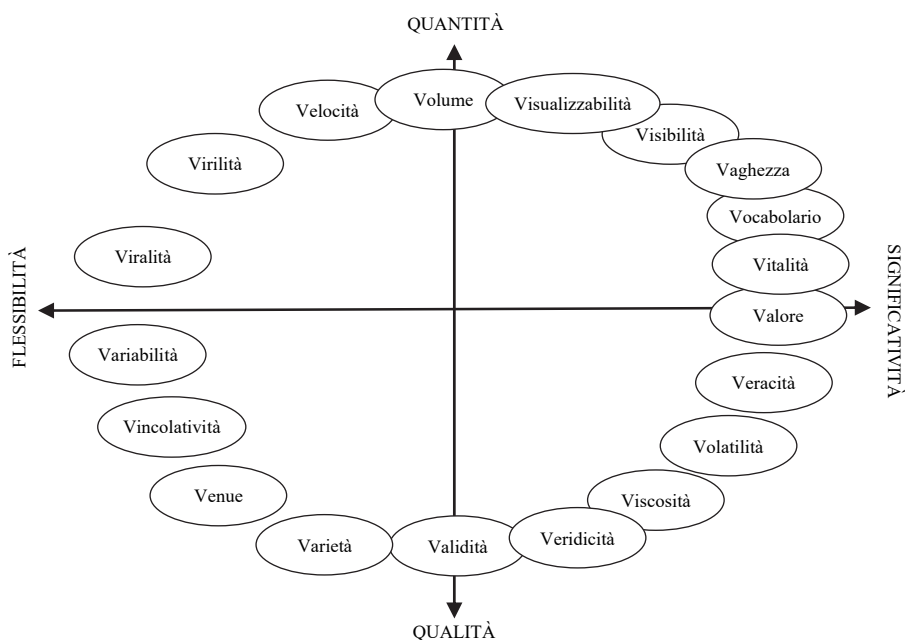 QUANTITÀ
Volume
Visualizzabilità
Velocità
Visibilità
Virilità
Vaghezza
Vocabolario
Viralità
Vitalità
FLESSIBILITÀ
SIGNIFICATIVITÀ
Valore
Variabilità
Veracità
Vincolatività
Volatilità
Venue
Viscosità
Varietà
Validità
Veridicità
QUALITÀ